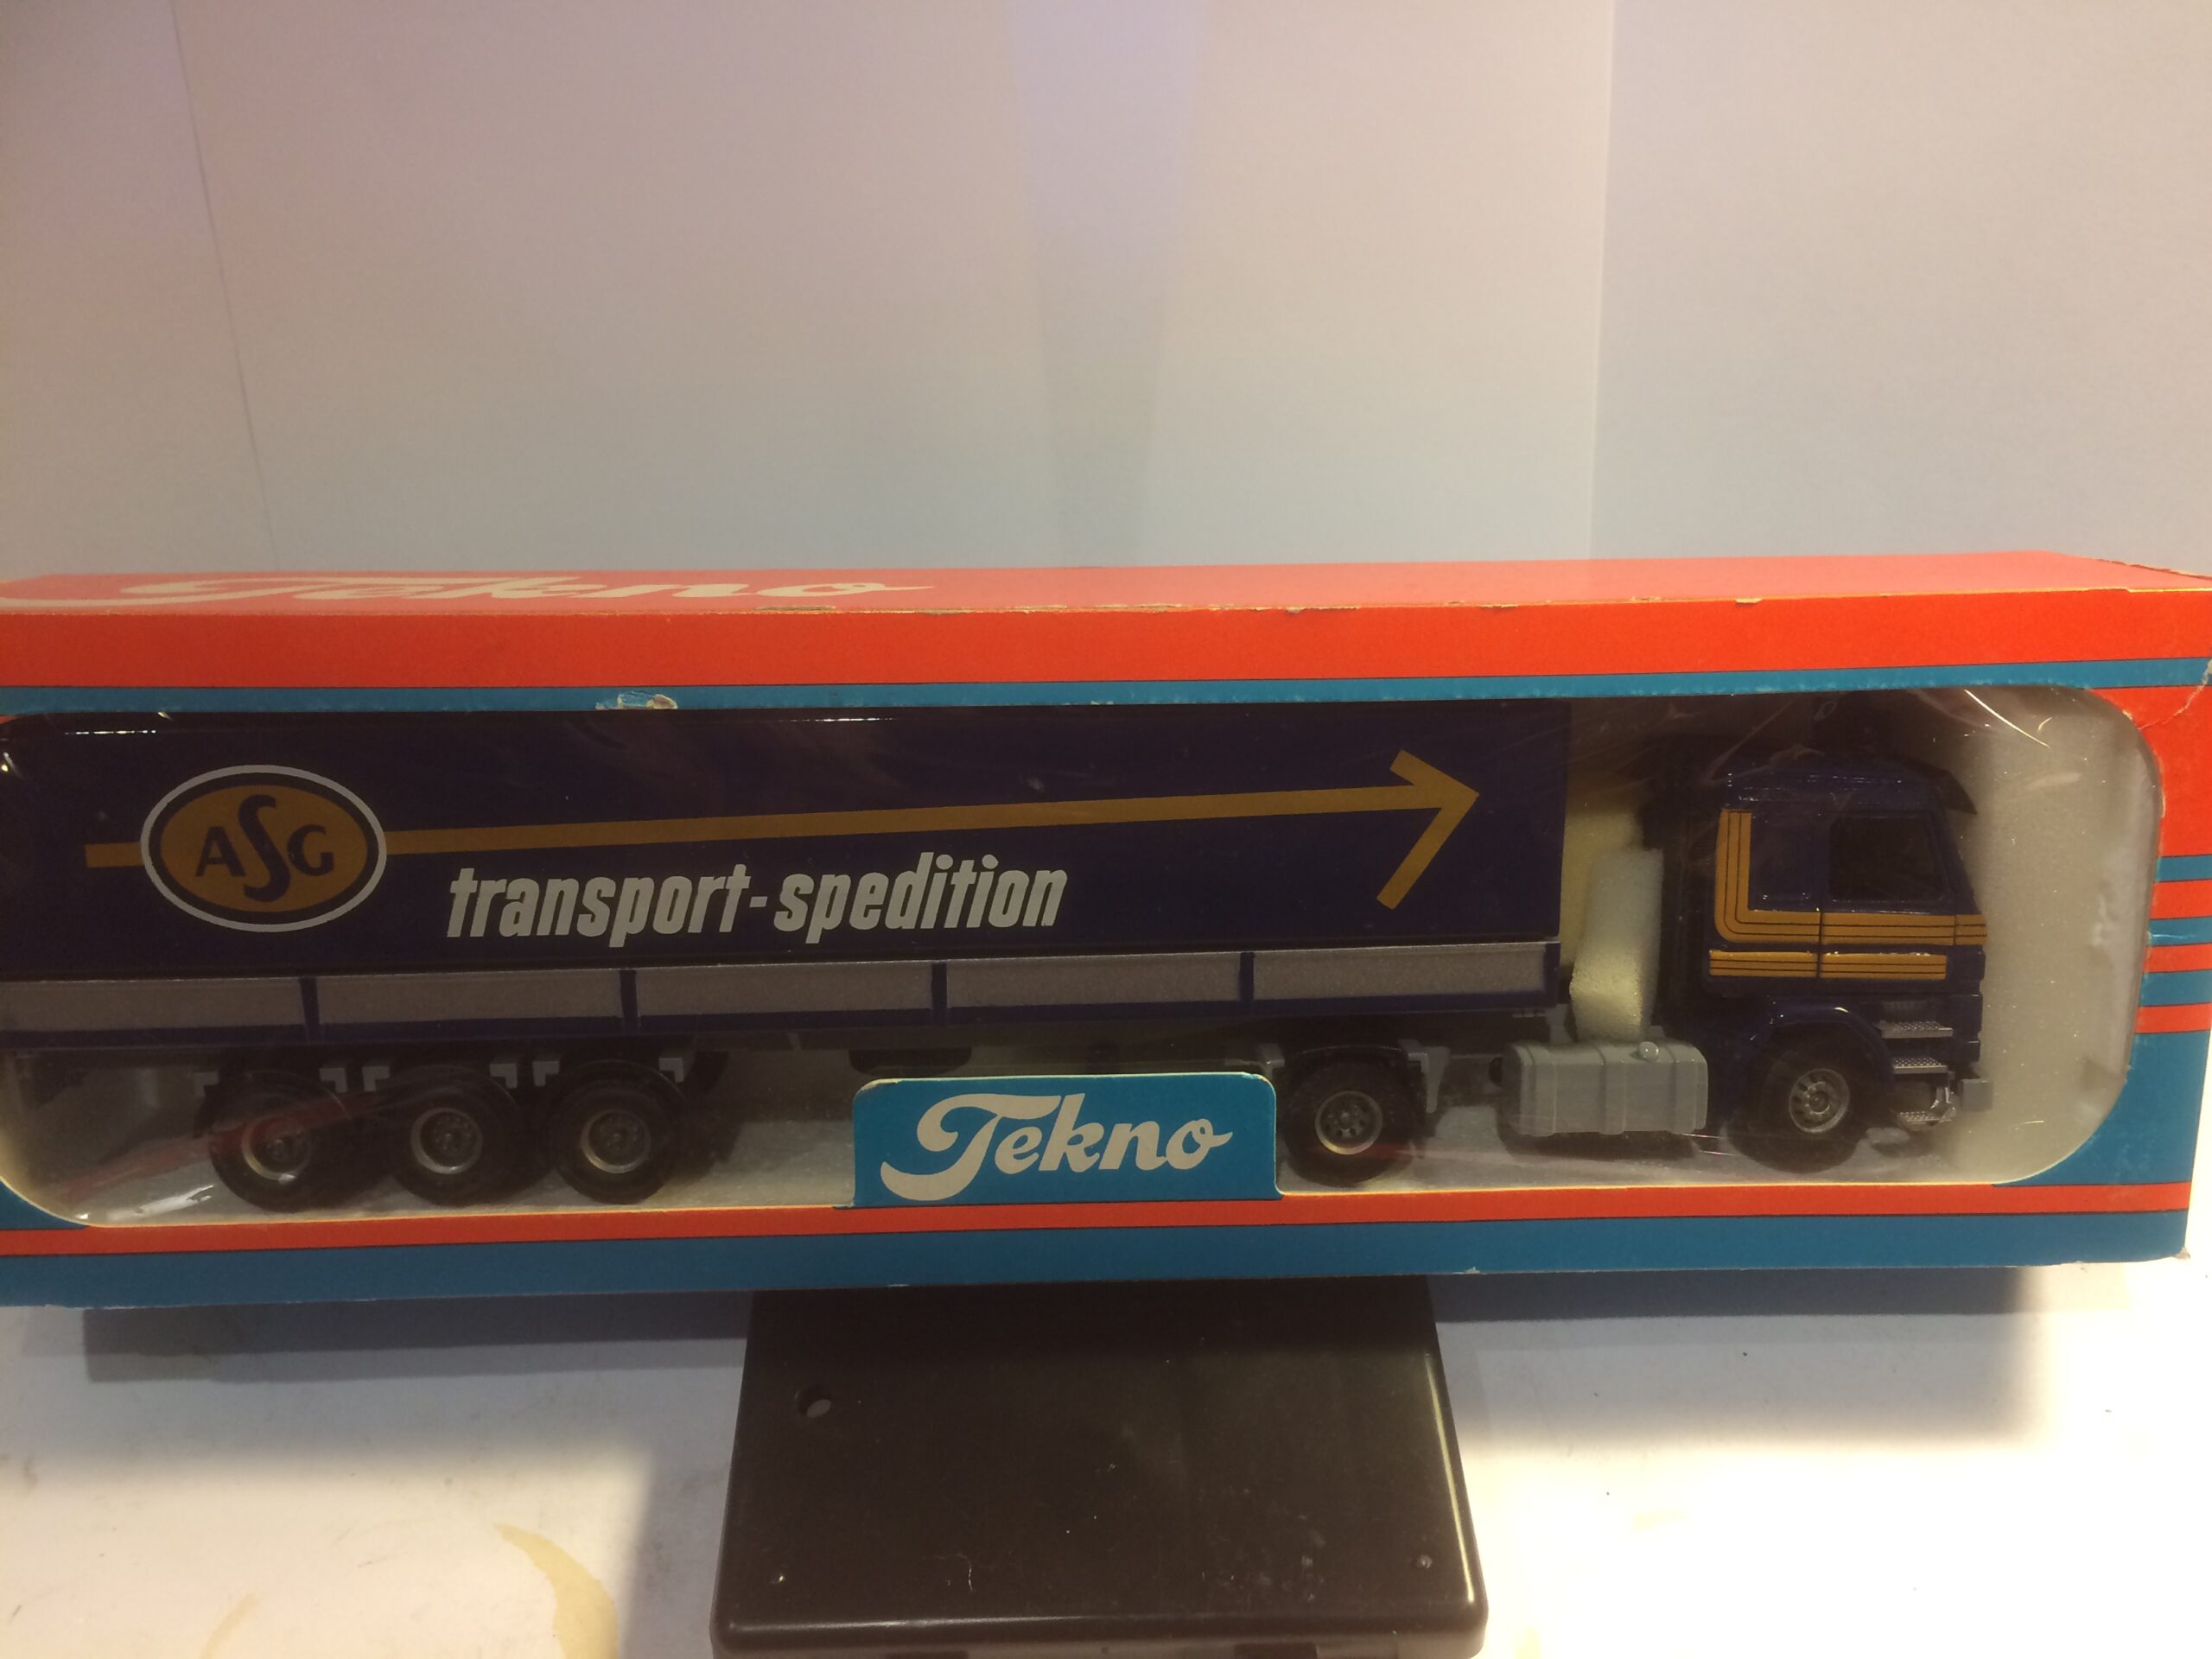 Tekno
ASG
transport-spedition
Tekno